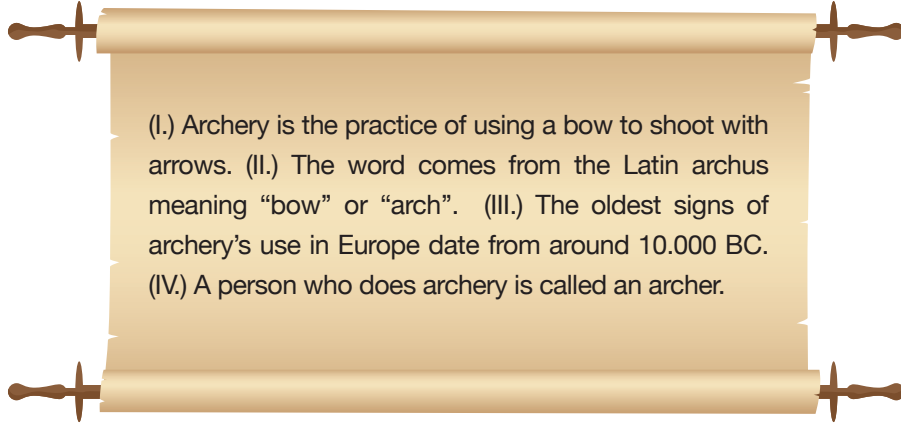 (I.) Archery is the practice of using a bow to shoot with
arrows. (II.) The word comes from the Latin archus
meaning “bow” or “arch”. (III.) The oldest signs of
archery’s use in Europe date from around 10.000 BC.
(IV.) A person who does archery is called an archer.